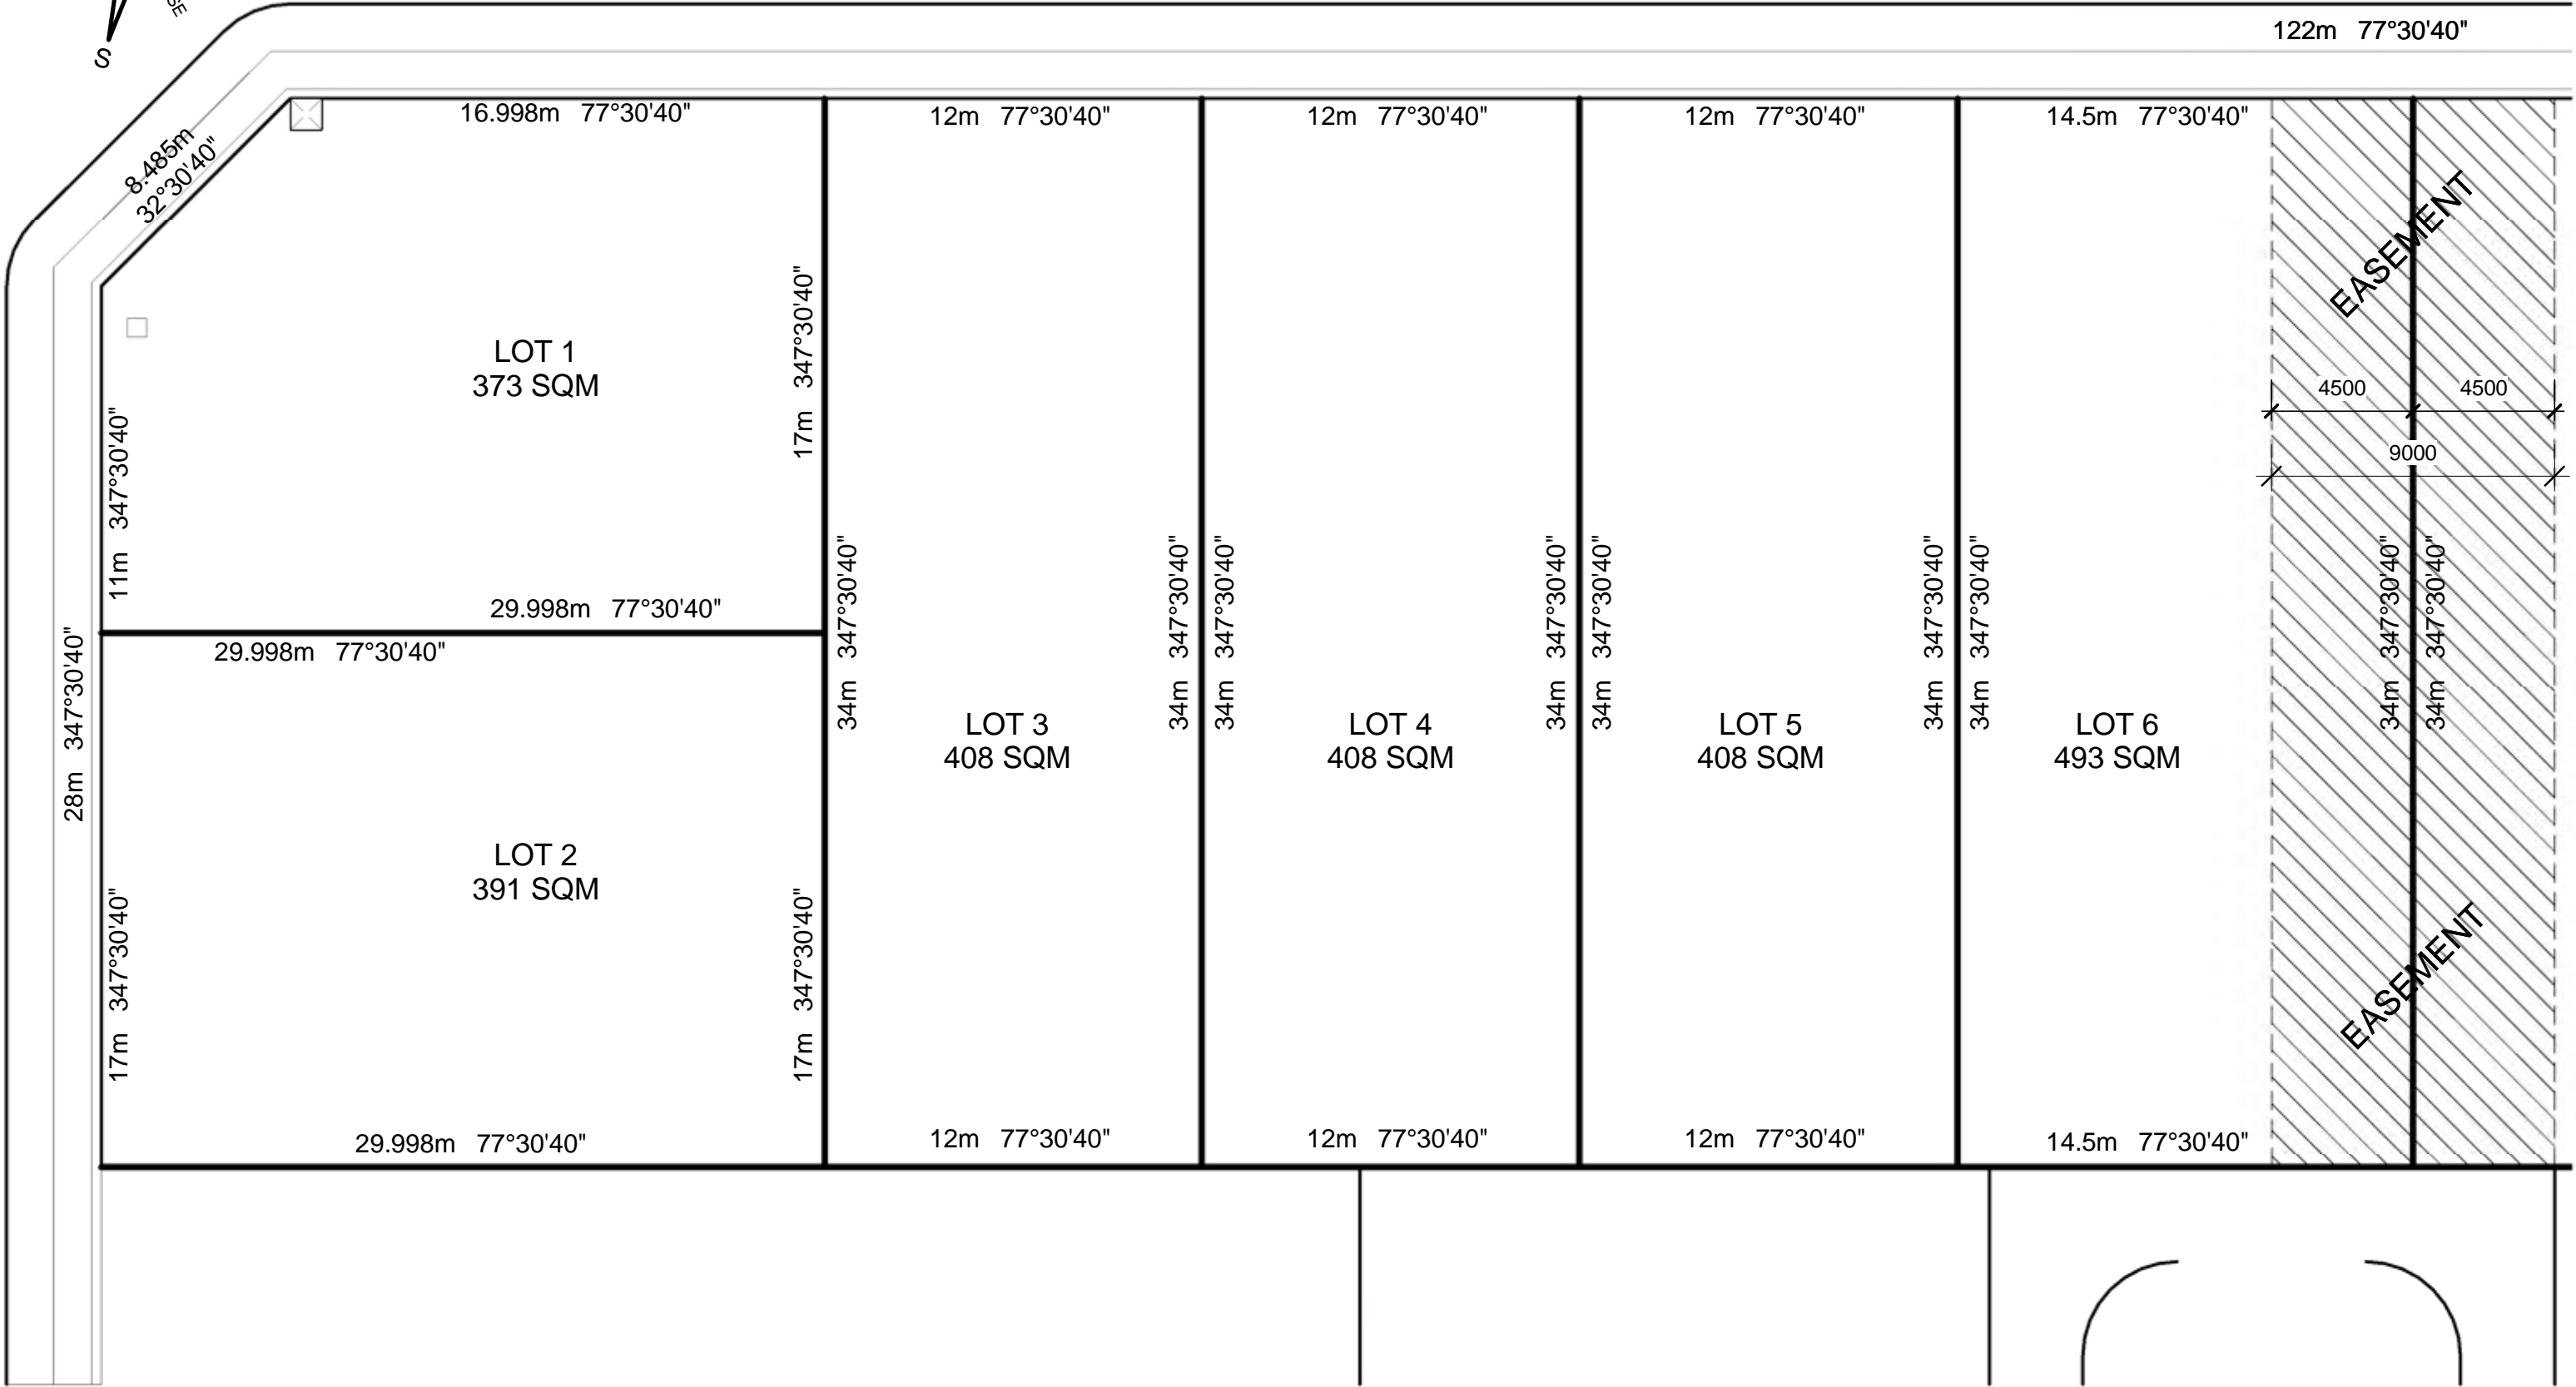 S
SE
122m 77°30'40"
16.998m 77°30'40"
12m 77°30'40"
12m 77°30'40"
12m 77°30'40"
14.5m 77°30'40"
8.485m
32°30'40"
EASEMENT
17m 347°30'40"
LOT 1
373 SQM
4500
4500
9000
11m 347°30'40"
29.998m 77°30'40"
29.998m 77°30'40"
28m 347°30'40"
34m 347°30'40"
34m 347°30'40"
34m 347°30'40"
34m 347°30'40"
34m 347°30'40"
34m 347°30'40"
34m 347°30'40"
34m 347°30'40"
34m 347°30'40"
LOT 3
408 SQM
LOT 4
408 SQM
LOT 5
408 SQM
LOT 6
493 SQM
LOT 2
391 SQM
17m 347°30'40"
17m 347°30'40"
EASEMENT
29.998m 77°30'40"
12m 77°30'40"
12m 77°30'40"
12m 77°30'40"
14.5m 77°30'40"